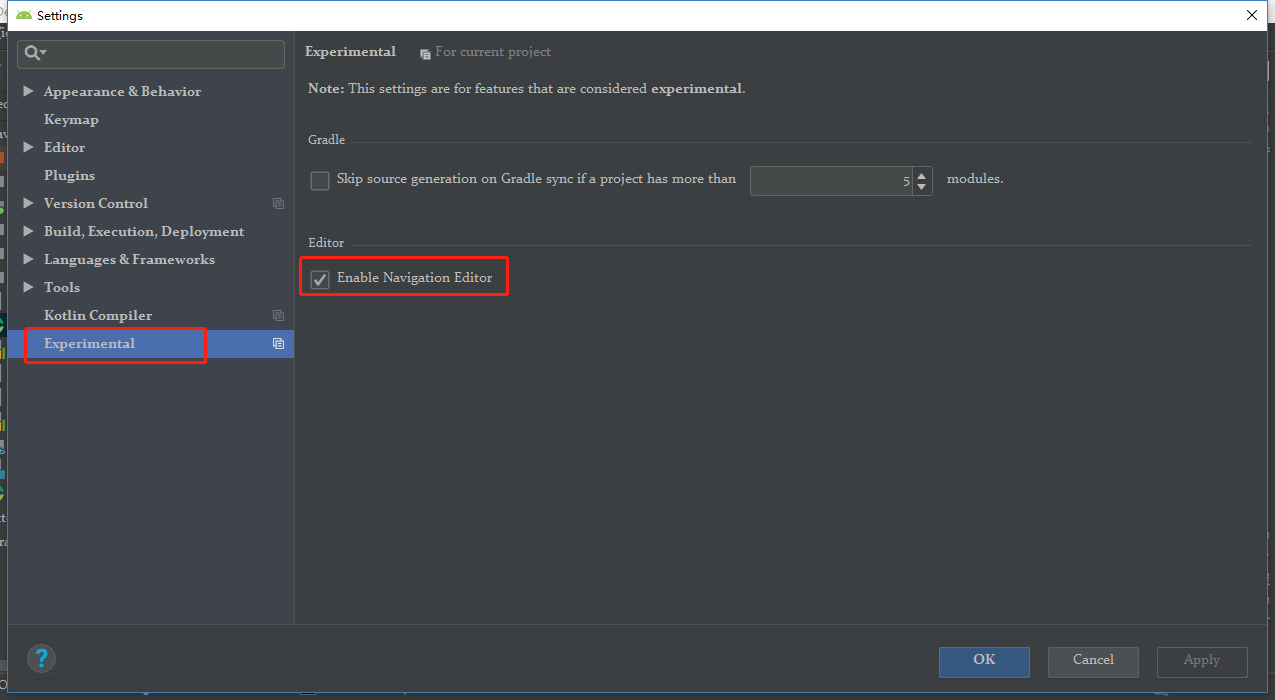 Settings
Experimental For current project
Note: This settings are for features that are considered experimental.
Appearance & Behavior
Keymap
Editor
Plugins
Version Control
Build, Execution, Deployment
Languages & Frameworks
Tools
Kotlin Compiler
Experimental
Gradle
Skip source generation on Gradle sync if a project has more than 5 modules.
Editor
Enable Navigation Editor
?
OK Cancel Apply